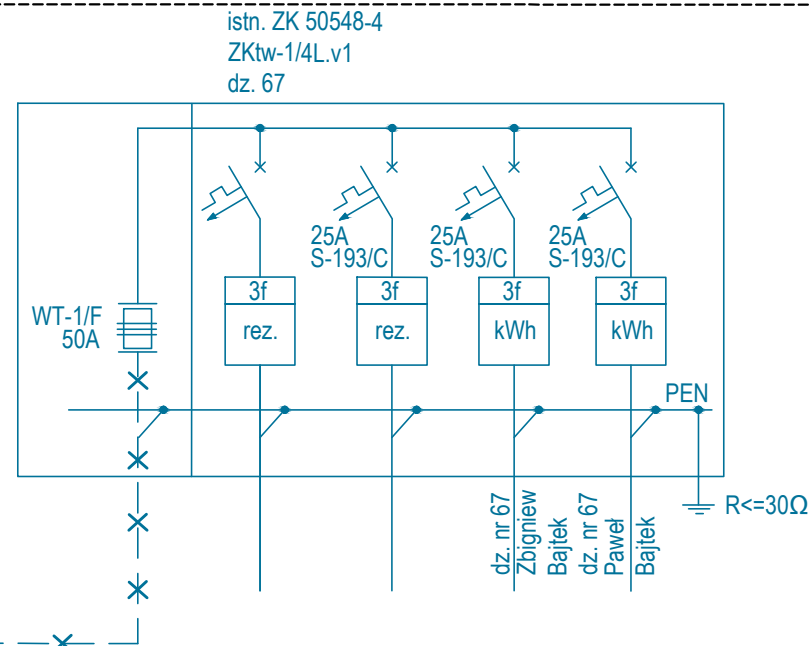 istn. ZK 50548-4
ZKtw-1/4L.v1
dz. 67
25A
S-193/C
25A
S-193/C
25A
S-193/C
WT-1/F
50A
3f
rez.
3f
rez.
3f
kWh
3f
kWh
PEN
R<=30Ω
dz. nr 67
Zbigniew
Bajtek
dz. nr 67
Paweł
Bajtek